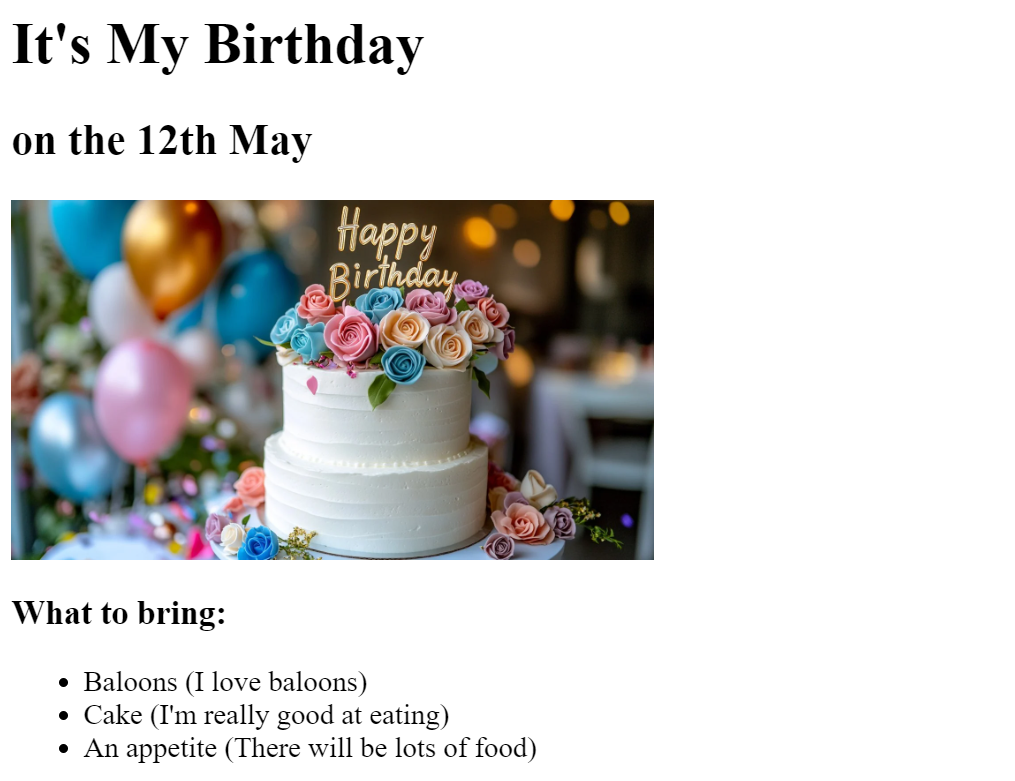 It's My Birthday
on the 12th May
Happy
Birthday
What to bring:
Baloons (I love baloons)
Cake (I'm really good at eating)
An appetite (There will be lots of food)